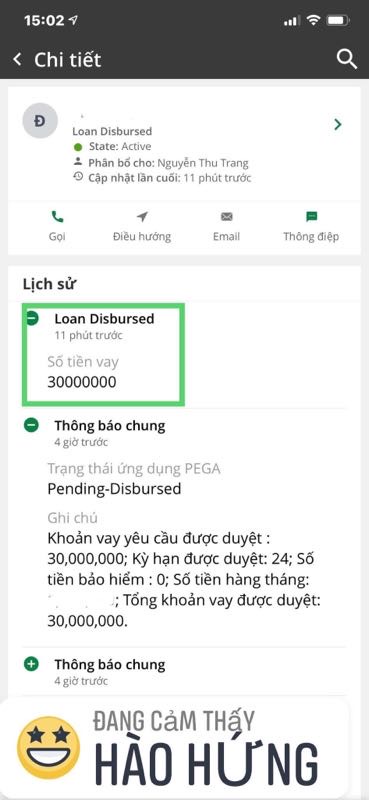 15:02
Chi tiết
Đ
Loan Disbursed
State: Active
Phân bổ cho: Nguyễn Thu Trang
Cập nhật lần cuối: 11 phút trước
Gọi
Điều hướng
Email
Thông điệp
Lịch sử
Loan Disbursed
11 phút trước
Số tiền vay
30000000
Thông báo chung
4 giờ trước
Trạng thái ứng dụng PEGA
Pending-Disbursed
Ghi chú
Khoản vay yêu cầu được duyệt :
30,000,000; Kỳ hạn được duyệt: 24; Số
tiền bảo hiểm : 0; Số tiền hàng tháng:
; Tổng khoản vay được duyệt:
30,000,000.
Thông báo chung
4 giờ trước
ĐANG CẢM THẤY
HÀO HỨNG